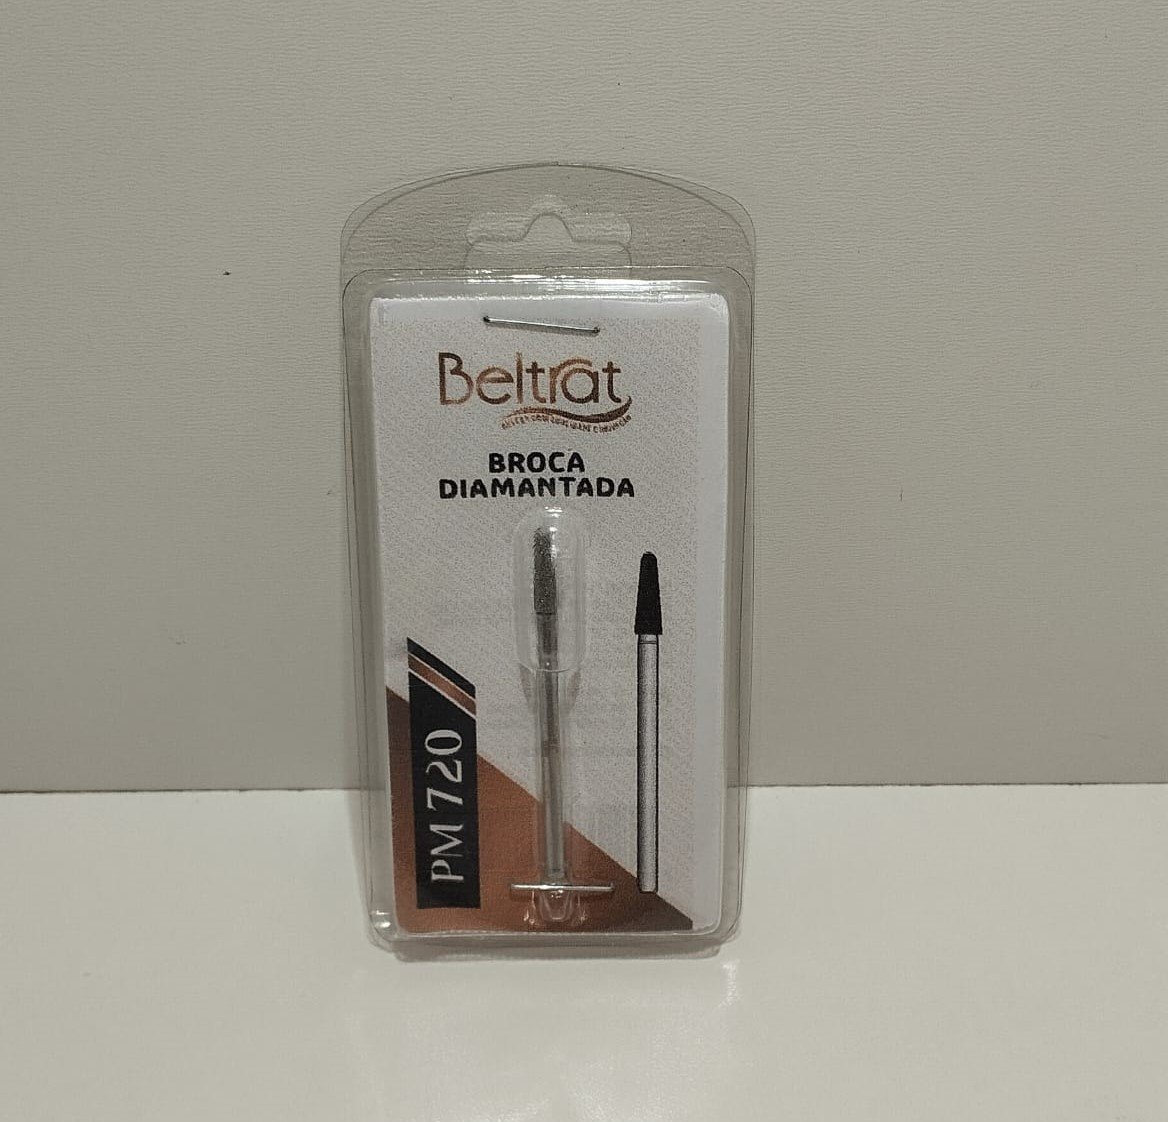 Beltrat
BROCA
DIAMANTADA
PM 720